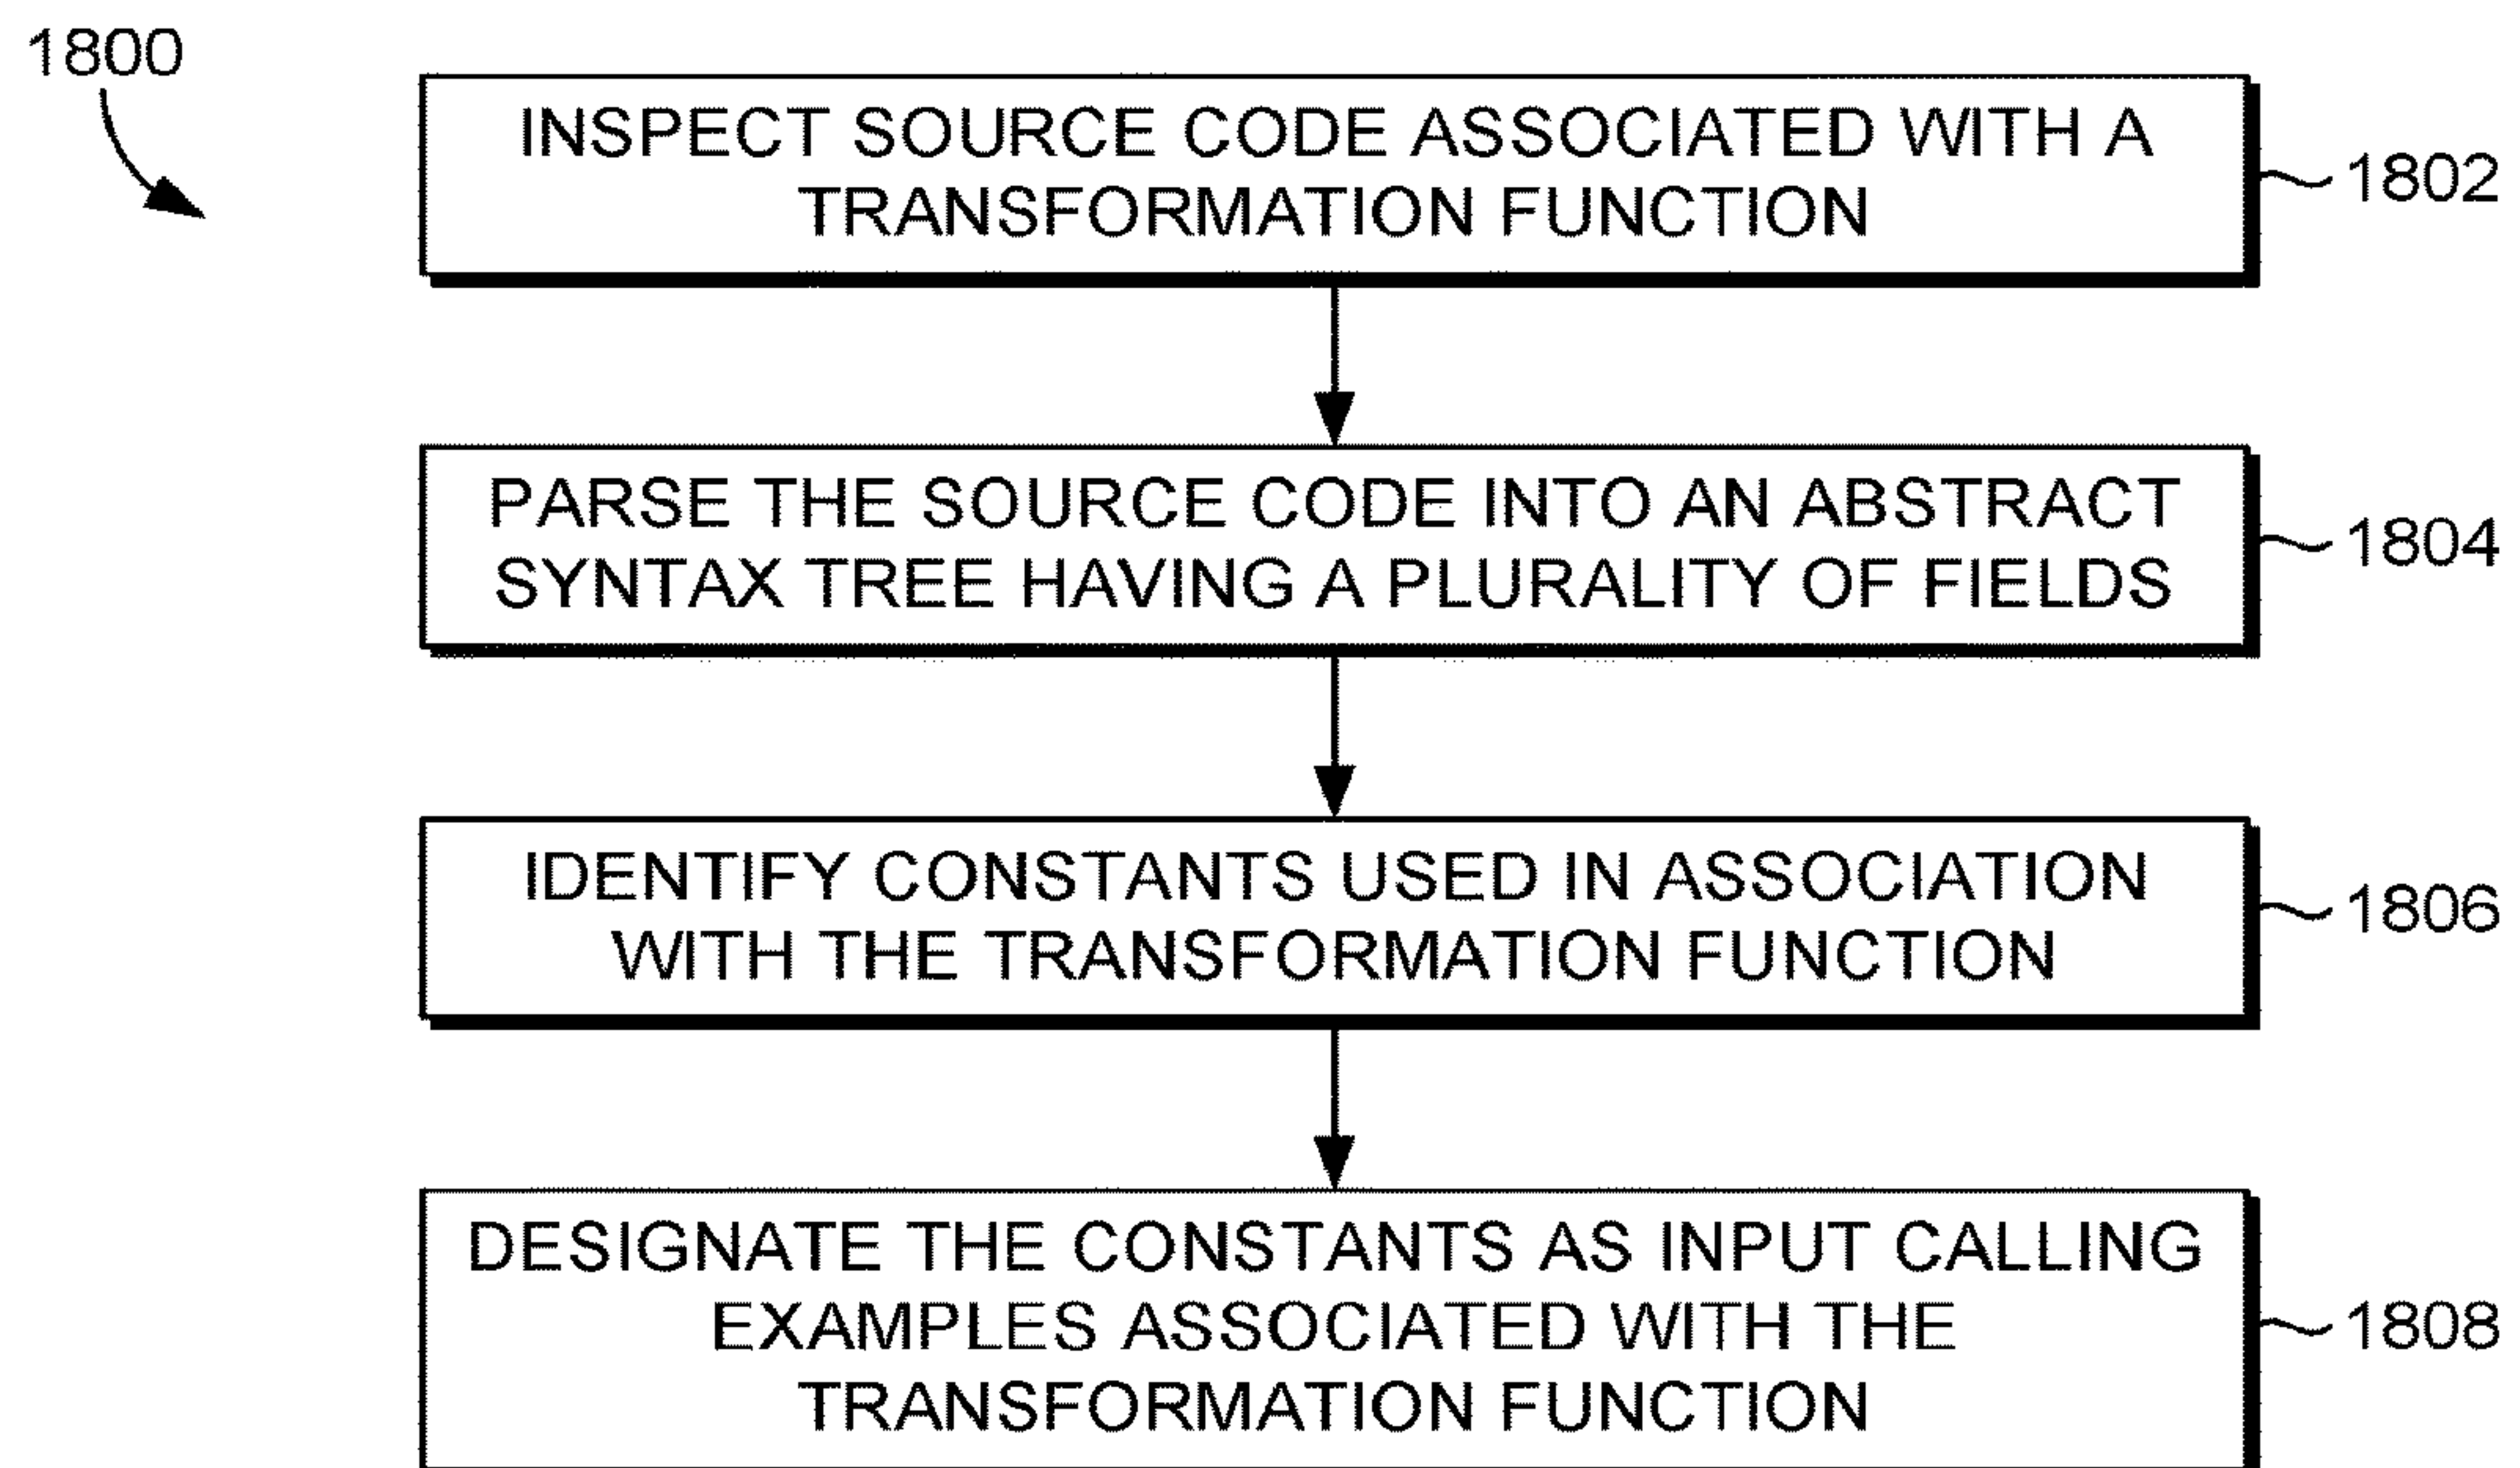 1800
INSPECT SOURCE CODE ASSOCIATED WITH A
TRANSFORMATION FUNCTION
1802
PARSE THE SOURCE CODE INTO AN ABSTRACT
SYNTAX TREE HAVING A PLURALITY OF FIELDS
1804
IDENTIFY CONSTANTS USED IN ASSOCIATION
WITH THE TRANSFORMATION FUNCTION
1806
DESIGNATE THE CONSTANTS AS INPUT CALLING
EXAMPLES ASSOCIATED WITH THE
TRANSFORMATION FUNCTION
1808